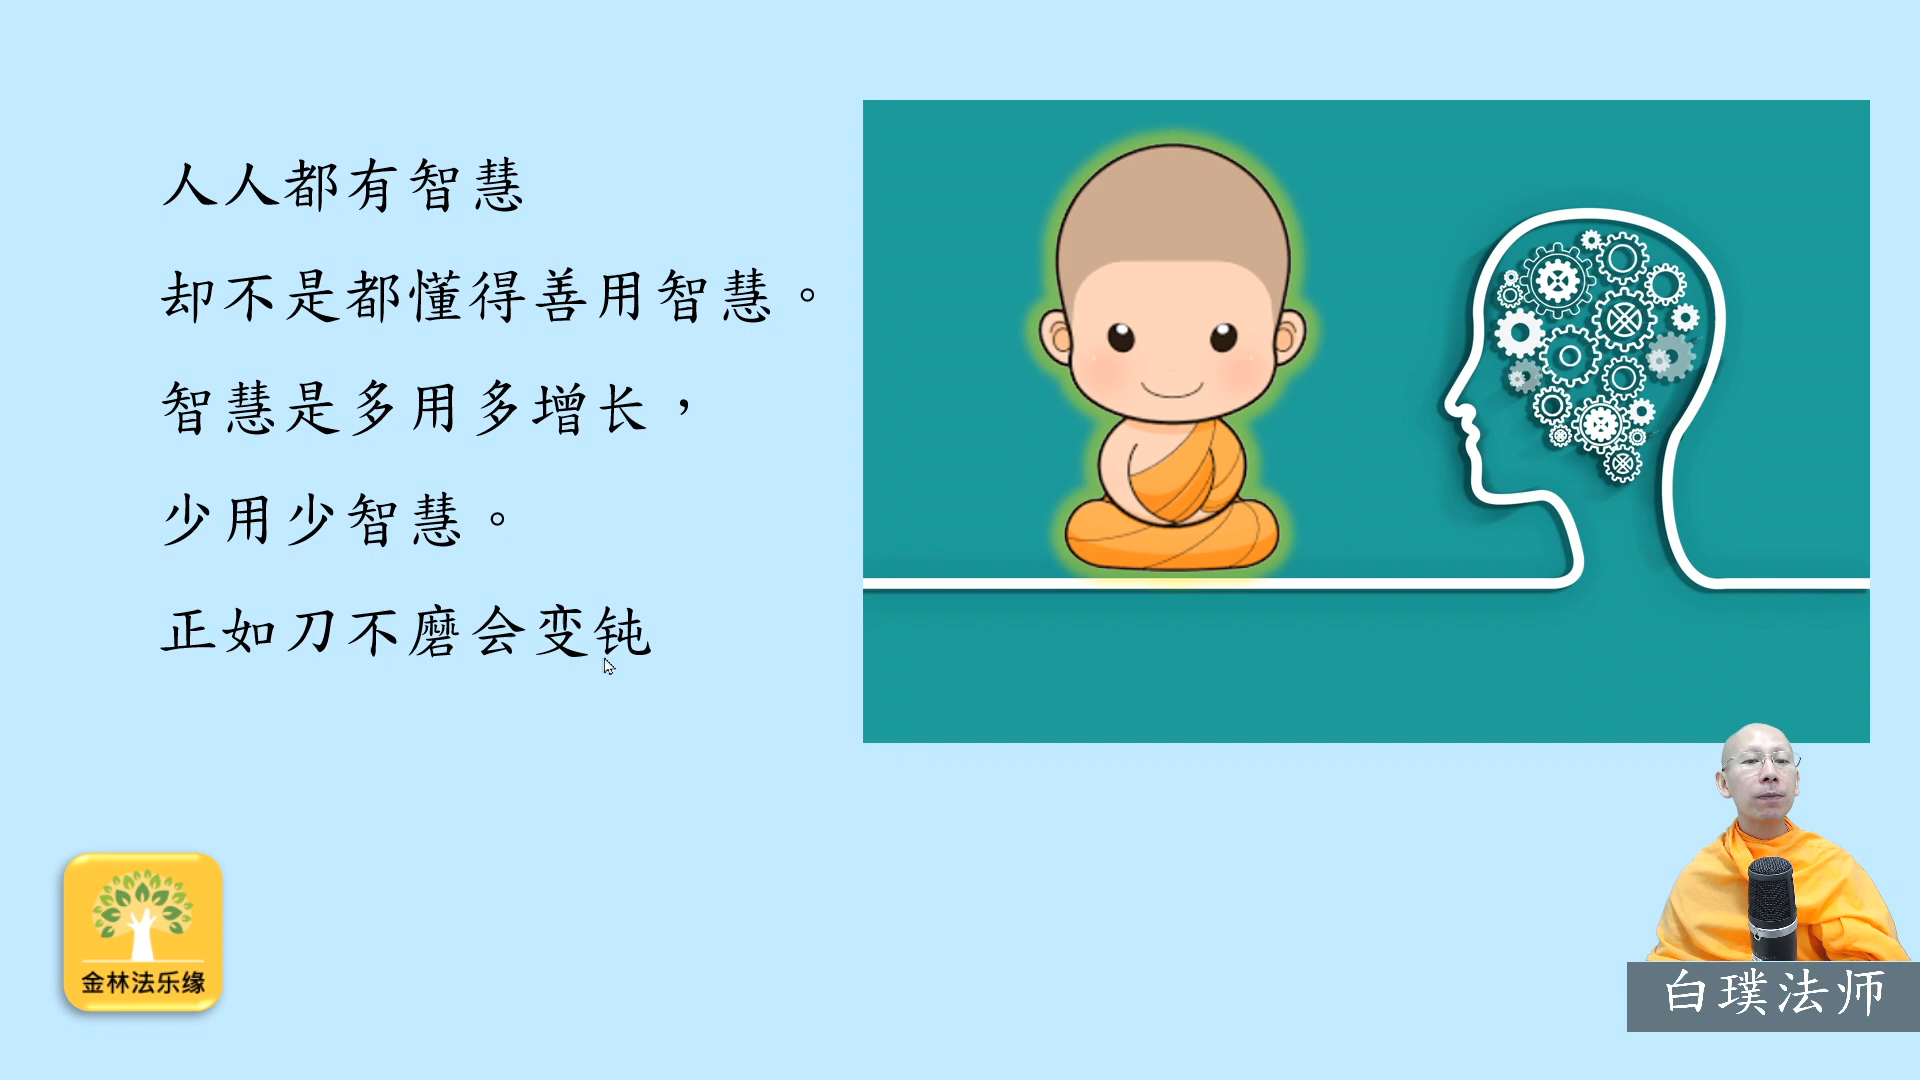 人人都有智慧
却不是都懂得善用智慧。
智慧是多用多增长，
少用少智慧。
正如刀不磨会变钝
金林法乐缘
白璞法师